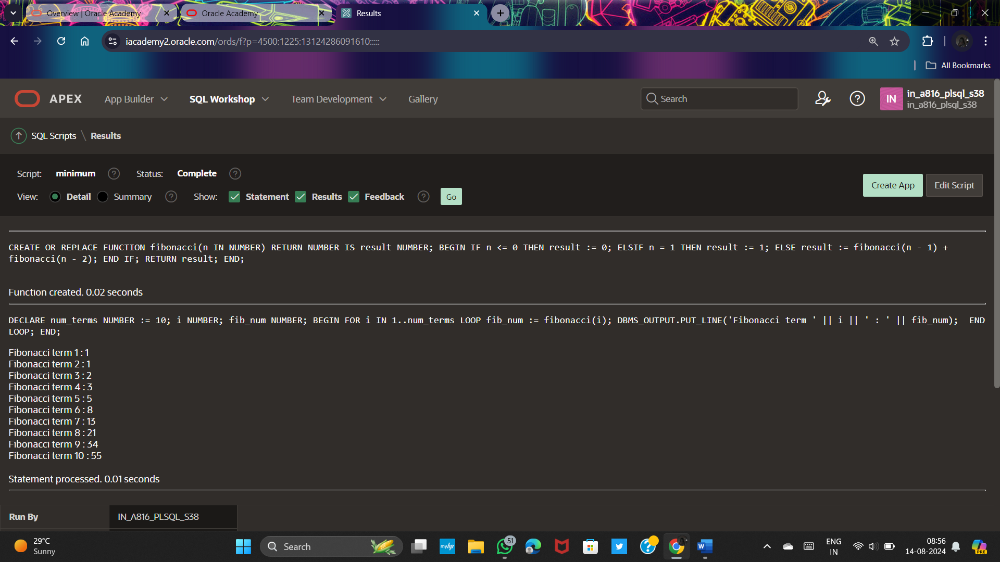 Overview | Oracle Academy
Oracle Academy
Results
iacademy2.oracle.com/ords/f?p=4500:1225:13124286091610:::::
All Bookmarks
APEX
App Builder
SQL Workshop
Team Development
Gallery
Search
IN
in_a816_plsql_s38
in_a816_plsql_s38
SQL Scripts \ Results
Script: minimum ? Status: Complete ?
View: Detail Summary ? Show: Statement Results Feedback ? Go
Create App
Edit Script
CREATE OR REPLACE FUNCTION fibonacci(n IN NUMBER) RETURN NUMBER IS result NUMBER; BEGIN IF n <= 0 THEN result := 0; ELSIF n = 1 THEN result := 1; ELSE result := fibonacci(n - 1) +
fibonacci(n - 2); END IF; RETURN result; END;
Function created. 0.02 seconds
DECLARE num_terms NUMBER := 10; i NUMBER; fib_num NUMBER; BEGIN FOR i IN 1..num_terms LOOP fib_num := fibonacci(i); DBMS_OUTPUT.PUT_LINE('Fibonacci term ' || i || ' : ' || fib_num); END
LOOP; END;
Fibonacci term 1 : 1
Fibonacci term 2 : 1
Fibonacci term 3 : 2
Fibonacci term 4 : 3
Fibonacci term 5 : 5
Fibonacci term 6 : 8
Fibonacci term 7 : 13
Fibonacci term 8 : 21
Fibonacci term 9 : 34
Fibonacci term 10 : 55
Statement processed. 0.01 seconds
Run By
IN_A816_PLSQL_S38
29°C
Sunny
Search
myhp
51
ENG
IN
08:56
14-08-2024
PRE